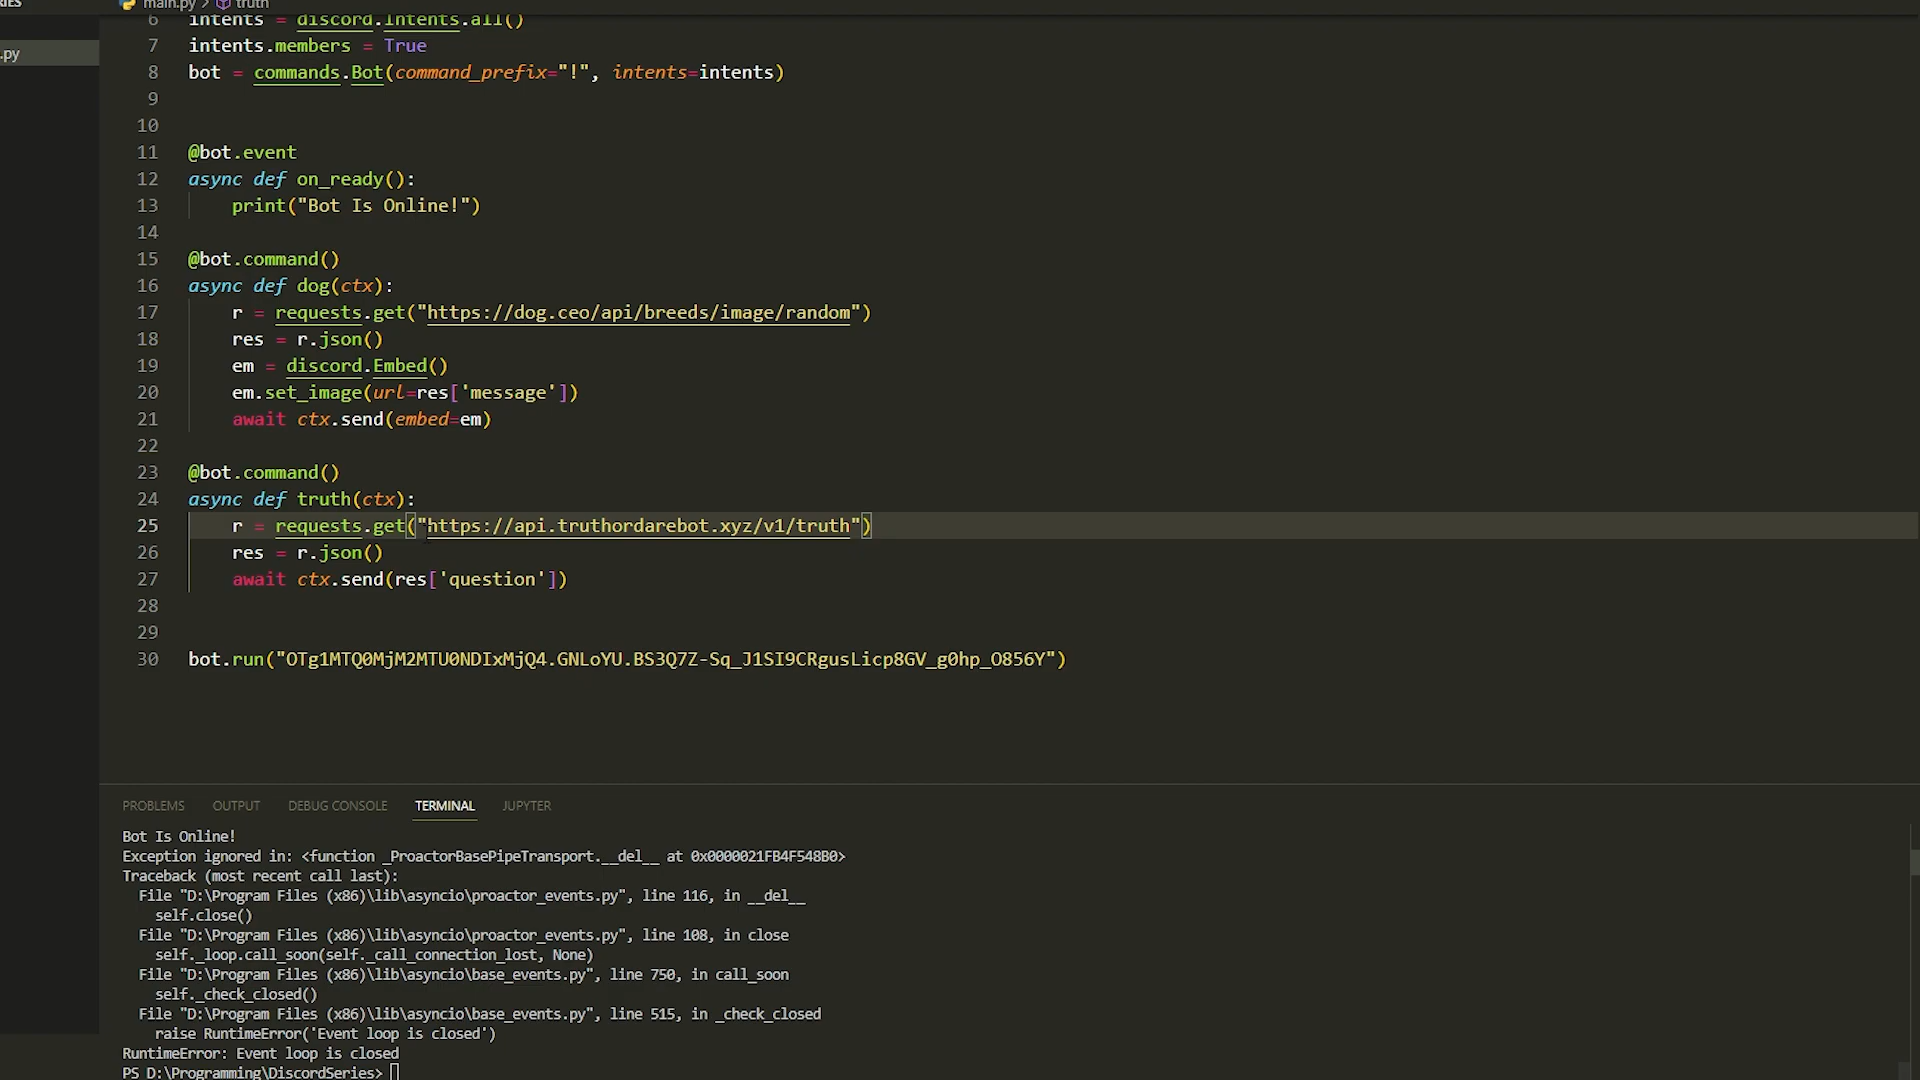 IES
main.py > truth
.py
6 intents = discord.Intents.all()
7 intents.members = True
8 bot = commands.Bot(command_prefix="!", intents=intents)
9
10
11 @bot.event
12 async def on_ready():
13     print("Bot Is Online!")
14
15 @bot.command()
16 async def dog(ctx):
17     r = requests.get("https://dog.ceo/api/breeds/image/random")
18     res = r.json()
19     em = discord.Embed()
20     em.set_image(url=res['message'])
21     await ctx.send(embed=em)
22
23 @bot.command()
24 async def truth(ctx):
25     r = requests.get("https://api.truthordarebot.xyz/v1/truth")
26     res = r.json()
27     await ctx.send(res['question'])
28
29
30 bot.run("OTg1MTQ0MjM2MTU0NDIxMjQ4.GNLoYU.BS3Q7Z-Sq_J1SI9CRgusLicp8GV_g0hp_O856Y")
PROBLEMS OUTPUT DEBUG CONSOLE TERMINAL JUPYTER
Bot Is Online!
Exception ignored in: <function _ProactorBasePipeTransport.__del__ at 0x0000021FB4F548B0>
Traceback (most recent call last):
  File "D:\Program Files (x86)\lib\asyncio\proactor_events.py", line 116, in __del__
    self.close()
  File "D:\Program Files (x86)\lib\asyncio\proactor_events.py", line 108, in close
    self._loop.call_soon(self._call_connection_lost, None)
  File "D:\Program Files (x86)\lib\asyncio\base_events.py", line 750, in call_soon
    self._check_closed()
  File "D:\Program Files (x86)\lib\asyncio\base_events.py", line 515, in _check_closed
    raise RuntimeError('Event loop is closed')
RuntimeError: Event loop is closed
PS D:\Programming\DiscordSeries>